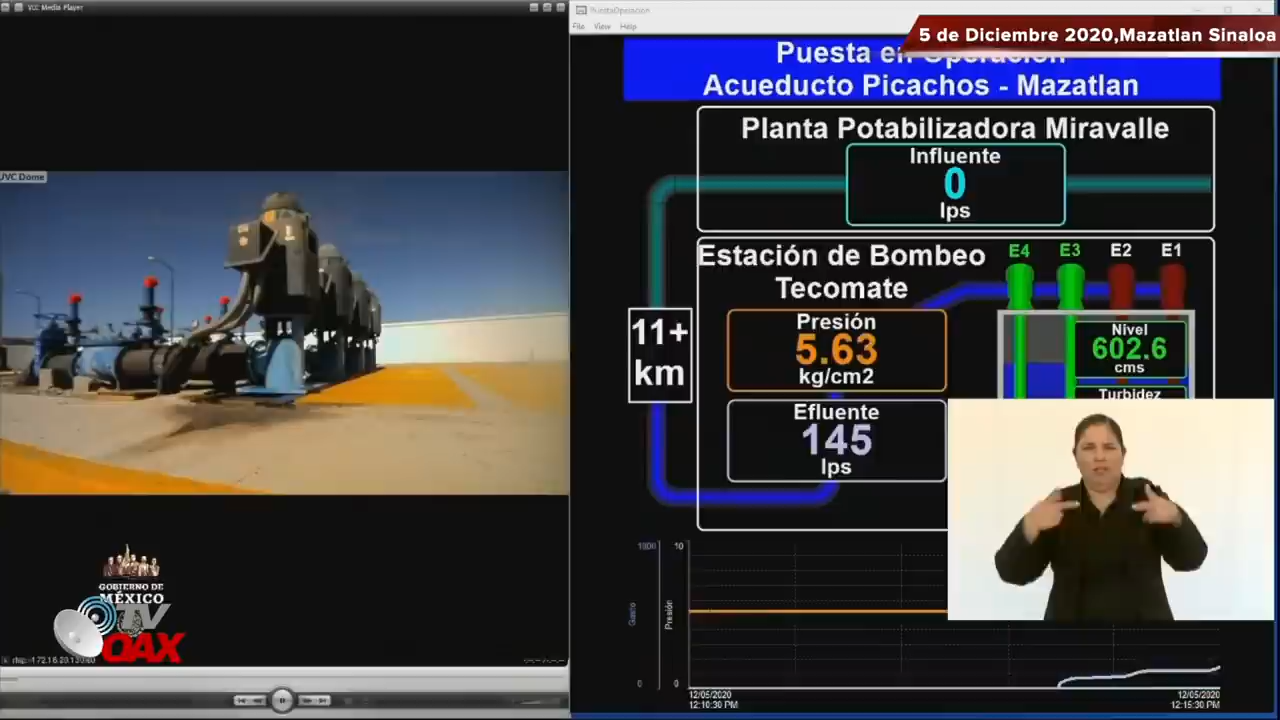 VLC Media Player
PuestaOperacion
File View Help
5 de Diciembre 2020,Mazatlan Sinaloa
Puesta en Operación
Acueducto Picachos - Mazatlan
Planta Potabilizadora Miravalle
Influente
0
lps
UVC Dome
Estación de Bombeo
Tecomate
E4 E3 E2 E1
11+
km
Presión
5.63
kg/cm2
Nivel
602.6
cms
Turbidez
Efluente
145
lps
1000 10
Gasto
Presión
0 0
12/05/2020
12:10:30 PM
12/05/2020
12:15:30 PM
GOBIERNO DE
MÉXICO
TV
OAX